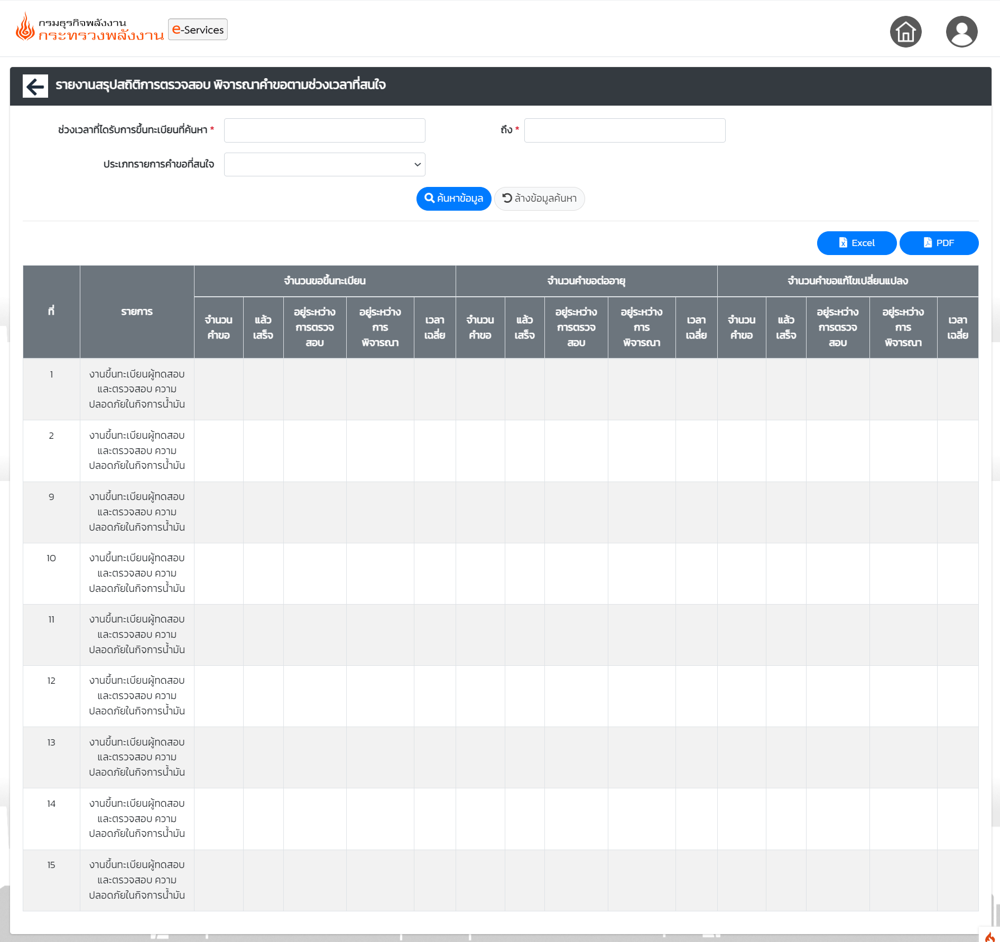 กรมธุรกิจพลังงาน
กระทรวงพลังงาน
e-Services
รายงานสรุปสถิติการตรวจสอบ พิจารณาคำขอตามช่วงเวลาที่สนใจ
ช่วงเวลาที่ได้รับการขึ้นทะเบียนที่ค้นหา *
ถึง *
ประเภทรายการคำขอที่สนใจ
ค้นหาข้อมูล
ล้างข้อมูลค้นหา
Excel
PDF
ที่
รายการ
จำนวนขอขึ้นทะเบียน
จำนวนคำขอต่ออายุ
จำนวนคำขอแก้ไขเปลี่ยนแปลง
จำนวน
คำขอ
แล้ว
เสร็จ
อยู่ระหว่าง
การตรวจ
สอบ
อยู่ระหว่าง
การ
พิจารณา
เวลา
เฉลี่ย
จำนวน
คำขอ
แล้ว
เสร็จ
อยู่ระหว่าง
การตรวจ
สอบ
อยู่ระหว่าง
การ
พิจารณา
เวลา
เฉลี่ย
จำนวน
คำขอ
แล้ว
เสร็จ
อยู่ระหว่าง
การตรวจ
สอบ
อยู่ระหว่าง
การ
พิจารณา
เวลา
เฉลี่ย
1
งานขึ้นทะเบียนผู้ทดสอบ
และตรวจสอบ ความ
ปลอดภัยในกิจการน้ำมัน
2
งานขึ้นทะเบียนผู้ทดสอบ
และตรวจสอบ ความ
ปลอดภัยในกิจการน้ำมัน
9
งานขึ้นทะเบียนผู้ทดสอบ
และตรวจสอบ ความ
ปลอดภัยในกิจการน้ำมัน
10
งานขึ้นทะเบียนผู้ทดสอบ
และตรวจสอบ ความ
ปลอดภัยในกิจการน้ำมัน
11
งานขึ้นทะเบียนผู้ทดสอบ
และตรวจสอบ ความ
ปลอดภัยในกิจการน้ำมัน
12
งานขึ้นทะเบียนผู้ทดสอบ
และตรวจสอบ ความ
ปลอดภัยในกิจการน้ำมัน
13
งานขึ้นทะเบียนผู้ทดสอบ
และตรวจสอบ ความ
ปลอดภัยในกิจการน้ำมัน
14
งานขึ้นทะเบียนผู้ทดสอบ
และตรวจสอบ ความ
ปลอดภัยในกิจการน้ำมัน
15
งานขึ้นทะเบียนผู้ทดสอบ
และตรวจสอบ ความ
ปลอดภัยในกิจการน้ำมัน